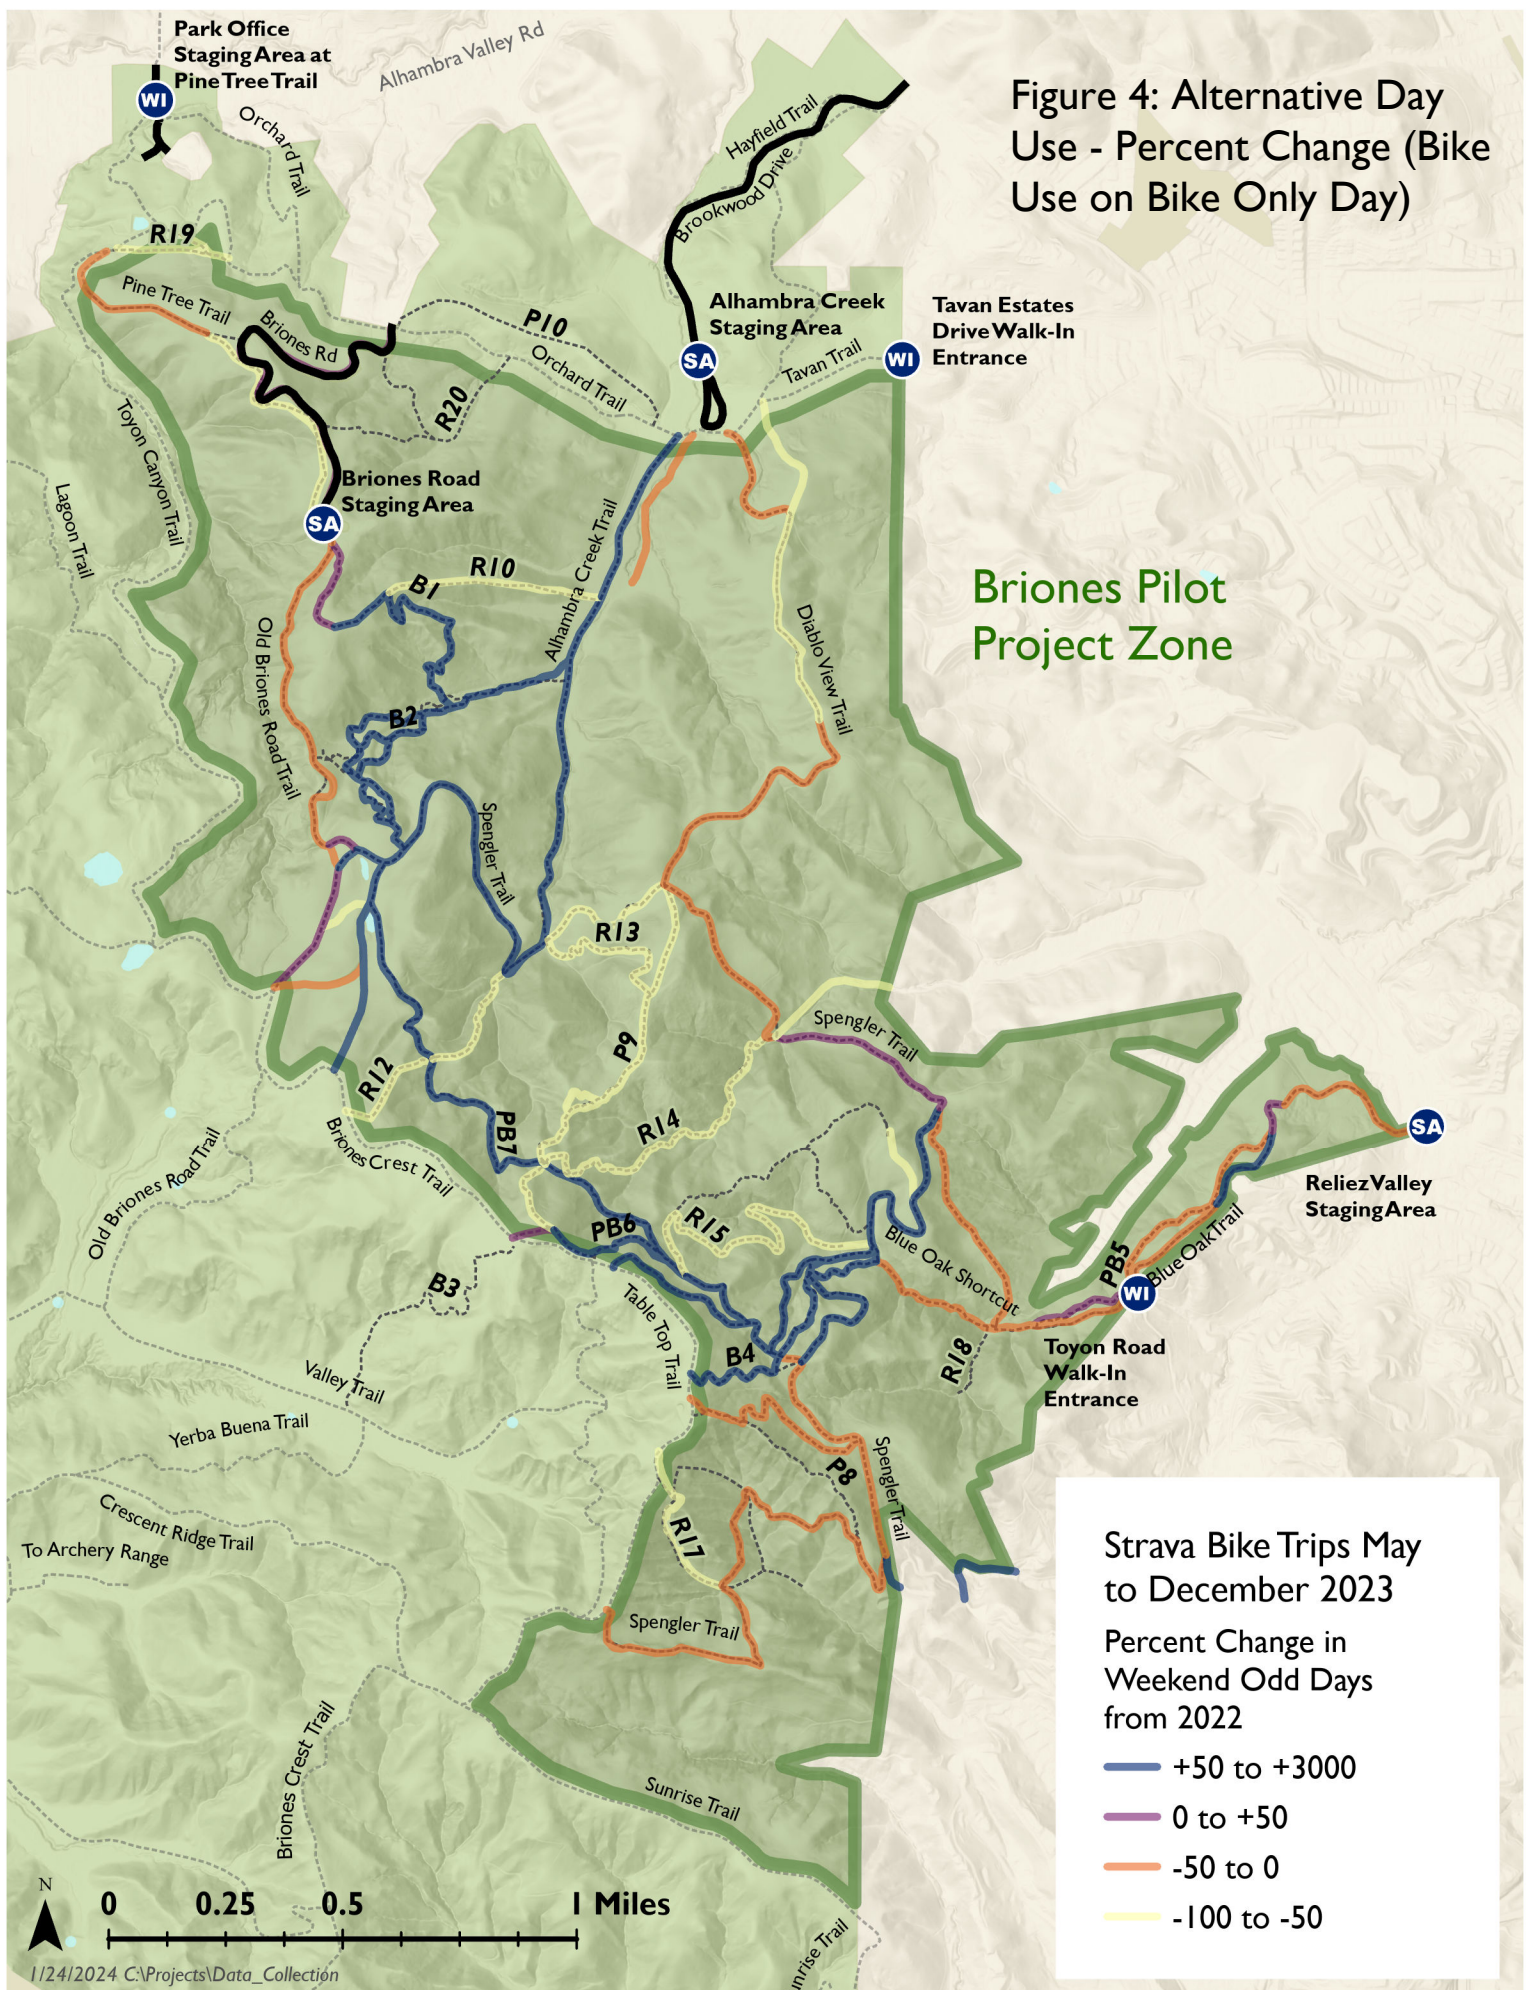 Park Office
Staging Area at
Pine Tree Trail
WI
Alhambra Valley Rd
Orchard Trail
Hayfield Trail
Brookwood Drive
Figure 4: Alternative Day
Use - Percent Change (Bike
Use on Bike Only Day)
R19
Pine Tree Trail
Briones Rd
P10
Orchard Trail
R20
Alhambra Creek
Staging Area
SA
Tavan Trail
Tavan Estates
Drive Walk-In
Entrance
WI
Toyon Canyon Trail
Lagoon Trail
Briones Road
Staging Area
SA
R10
B1
Alhambra Creek Trail
Briones Pilot
Project Zone
Old Briones Road Trail
Diablo View Trail
B2
Spengler Trail
R13
P9
Spengler Trail
R12
R14
PB7
Briones Crest Trail
Old Briones Road Trail
SA
Reliez Valley
Staging Area
R15
PB6
Blue Oak Shortcut
PB5
Blue Oak Trail
WI
B3
Table Top Trail
B4
R18
Toyon Road
Walk-In
Entrance
Valley Trail
Yerba Buena Trail
P8
Spengler Trail
Crescent Ridge Trail
To Archery Range
R17
Spengler Trail
Briones Crest Trail
Sunrise Trail
Strava Bike Trips May
to December 2023
Percent Change in
Weekend Odd Days
from 2022
+50 to +3000
0 to +50
-50 to 0
-100 to -50
N
0 0.25 0.5 1 Miles
nrise Trail
1/24/2024 C:\Projects\Data_Collection